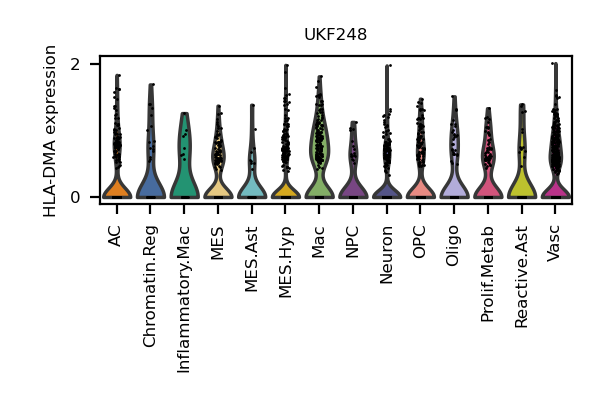 UKF248
HLA-DMA expression
2
0
AC
Chromatin.Reg
Inflammatory.Mac
MES
MES.Ast
MES.Hyp
Mac
NPC
Neuron
OPC
Oligo
Prolif.Metab
Reactive.Ast
Vasc